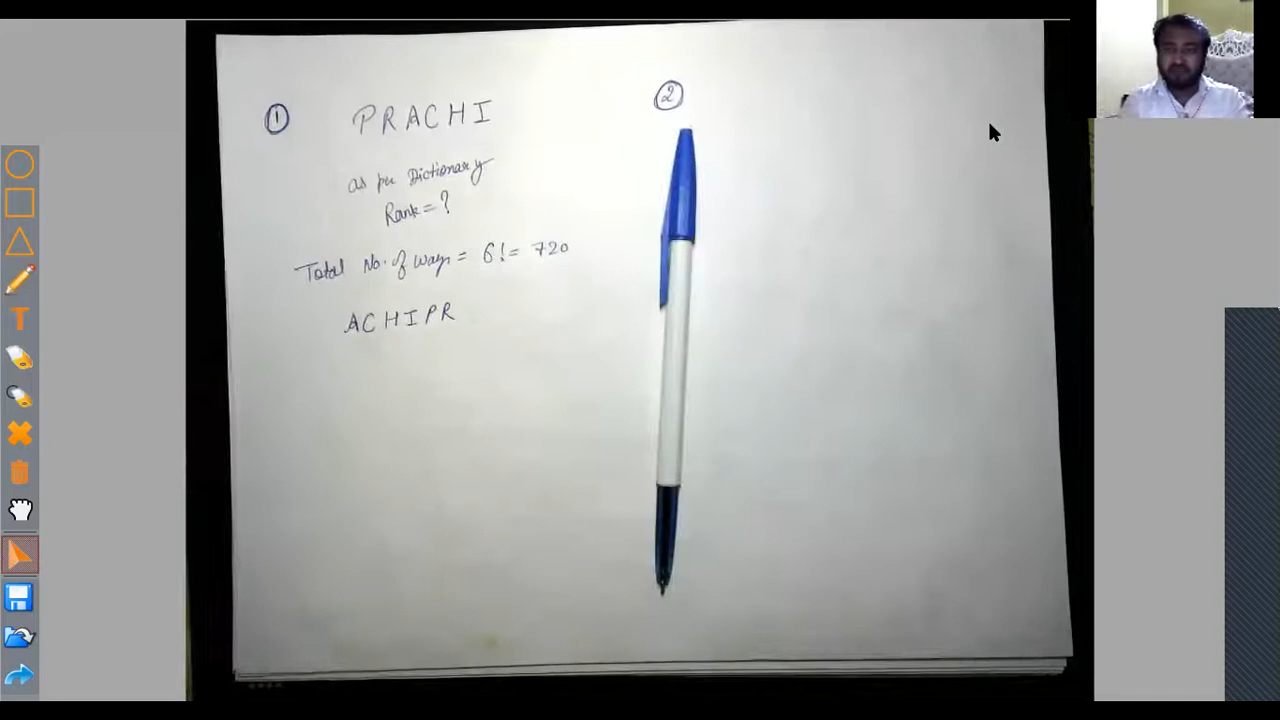 ① PRACHI
as per Dictionary
Rank = ?
Total No. of ways = 6! = 720
ACHIPR
②
T